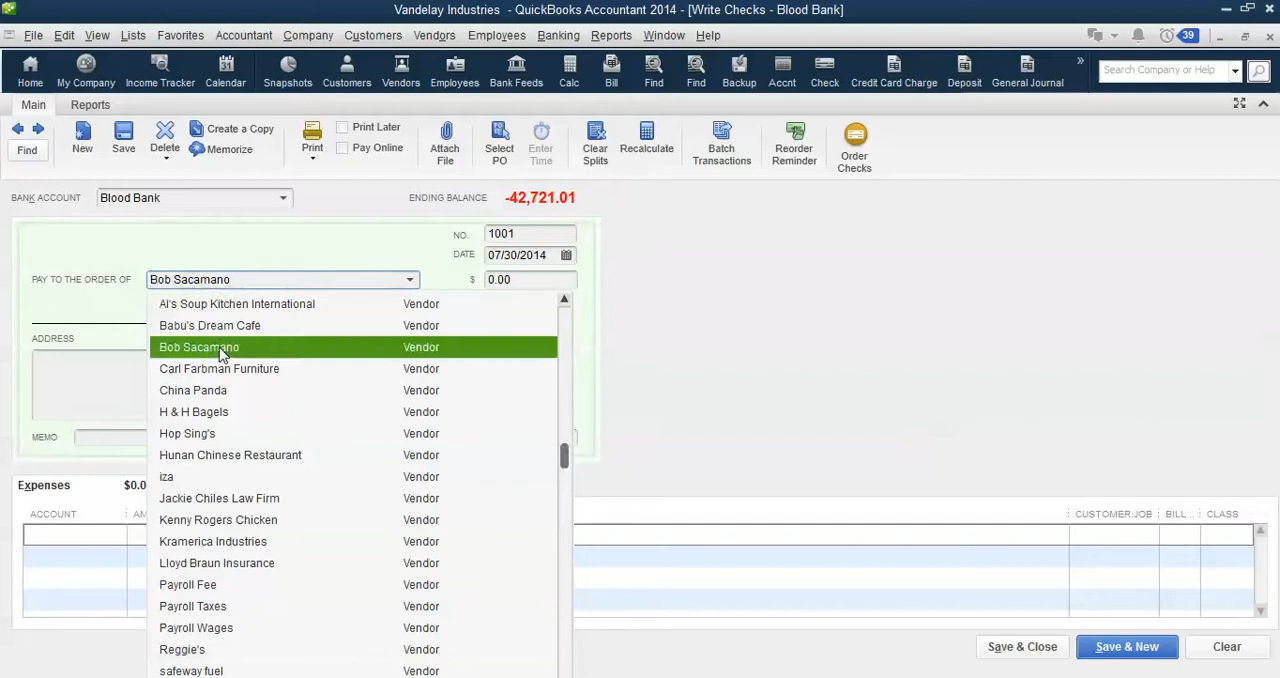 Vandelay Industries - QuickBooks Accountant 2014 - [Write Checks - Blood Bank]
File Edit View Lists Favorites Accountant Company Customers Vendors Employees Banking Reports Window Help 39
Home My Company Income Tracker Calendar Snapshots Customers Vendors Employees Bank Feeds Calc Bill Find Find Backup Accnt Check Credit Card Charge Deposit General Journal » Search Company or Help
Main Reports
Find New Save Delete Create a Copy Memorize Print Print Later Pay Online Attach File Select PO Enter Time Clear Splits Recalculate Batch Transactions Reorder Reminder Order Checks
BANK ACCOUNT Blood Bank ENDING BALANCE -42,721.01
NO. 1001
DATE 07/30/2014
PAY TO THE ORDER OF Bob Sacamano $ 0.00
Al's Soup Kitchen International Vendor
Babu's Dream Cafe Vendor
ADDRESS
Bob Sacamano Vendor
Carl Farbman Furniture Vendor
China Panda Vendor
H & H Bagels Vendor
MEMO
Hop Sing's Vendor
Hunan Chinese Restaurant Vendor
iza Vendor
Expenses $0.0
Jackie Chiles Law Firm Vendor
ACCOUNT AM CUSTOMER:JOB BILL... CLASS
Kenny Rogers Chicken Vendor
Kramerica Industries Vendor
Lloyd Braun Insurance Vendor
Payroll Fee Vendor
Payroll Taxes Vendor
Payroll Wages Vendor
Reggie's Vendor
Save & Close Save & New Clear
safeway fuel Vendor